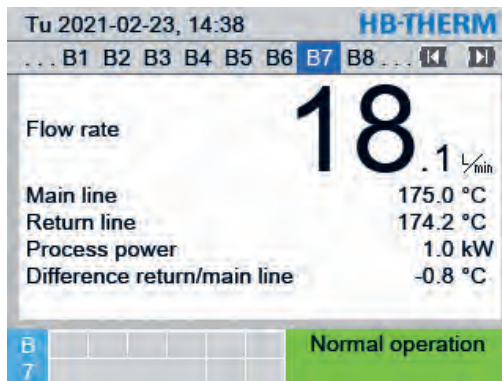 Tu 2021-02-23, 14:38 HB-THERM
... B1 B2 B3 B4 B5 B6 B7 B8 ...
Flow rate 18.1 L/min
Main line 175.0 °C
Return line 174.2 °C
Process power 1.0 kW
Difference return/main line -0.8 °C
B Normal operation
7